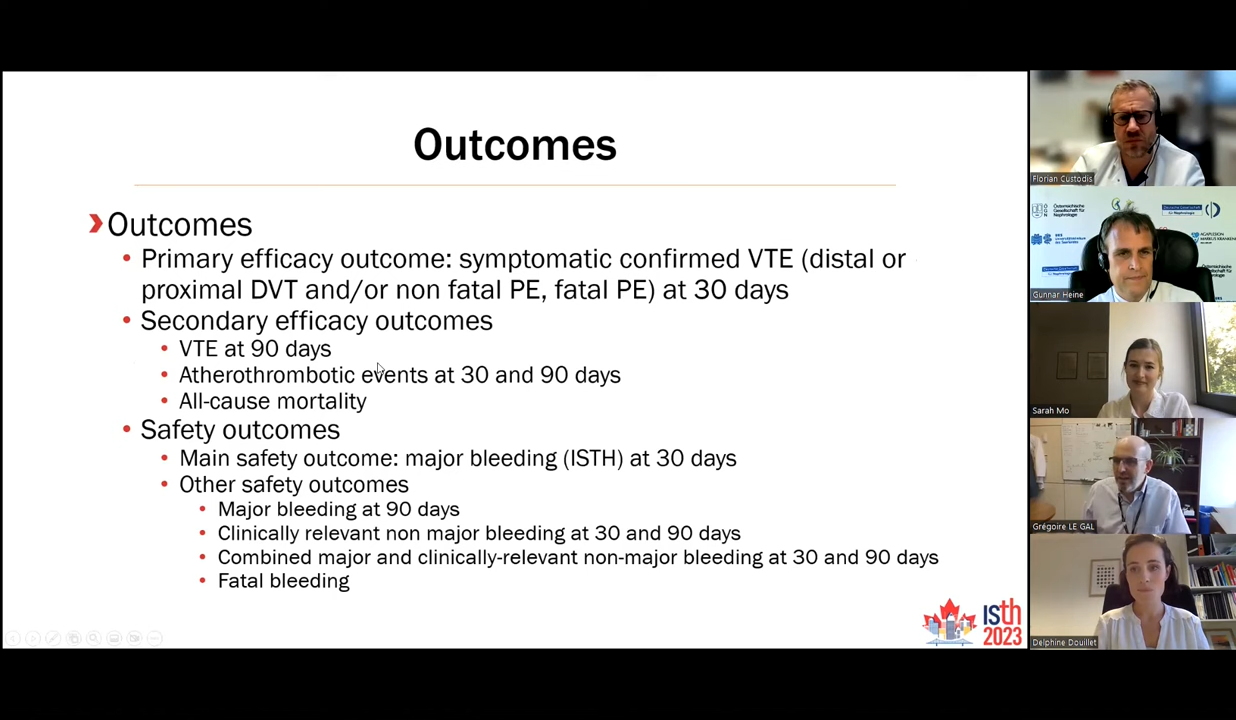 Outcomes
Outcomes
Primary efficacy outcome: symptomatic confirmed VTE (distal or
proximal DVT and/or non fatal PE, fatal PE) at 30 days
Secondary efficacy outcomes
VTE at 90 days
Atherothrombotic events at 30 and 90 days
All-cause mortality
Safety outcomes
Main safety outcome: major bleeding (ISTH) at 30 days
Other safety outcomes
Major bleeding at 90 days
Clinically relevant non major bleeding at 30 and 90 days
Combined major and clinically-relevant non-major bleeding at 30 and 90 days
Fatal bleeding
ISth
2023
Florian Custodis
Österreichische
Gesellschaft für
Nephrologie
AGAPLESION
Gunnar Heine
Sarah Mo
Grégoire LE GAL
Delphine Douillet